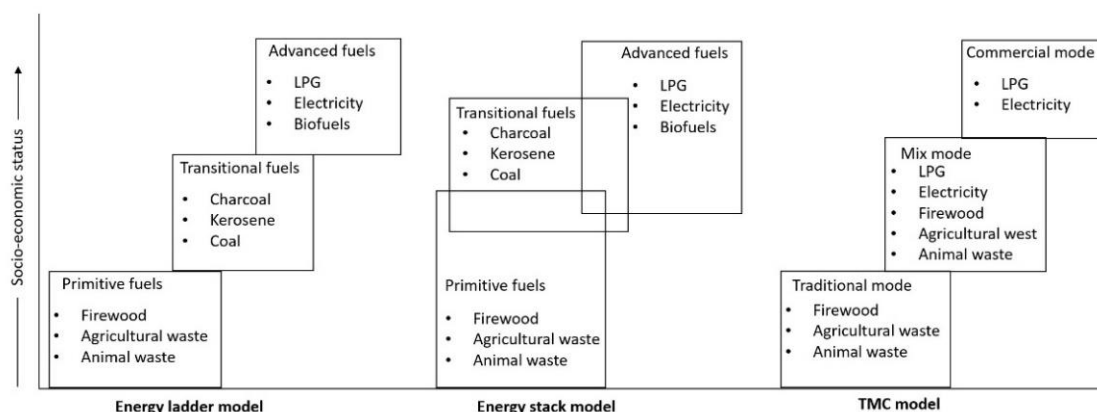 Socio-economic status
Advanced fuels
• LPG
• Electricity
• Biofuels
Transitional fuels
• Charcoal
• Kerosene
• Coal
Primitive fuels
• Firewood
• Agricultural waste
• Animal waste
Energy ladder model
Advanced fuels
• LPG
• Electricity
• Biofuels
Transitional fuels
• Charcoal
• Kerosene
• Coal
Primitive fuels
• Firewood
• Agricultural waste
• Animal waste
Energy stack model
Commercial mode
• LPG
• Electricity
Mix mode
• LPG
• Electricity
• Firewood
• Agricultural west
• Animal waste
Traditional mode
• Firewood
• Agricultural waste
• Animal waste
TMC model